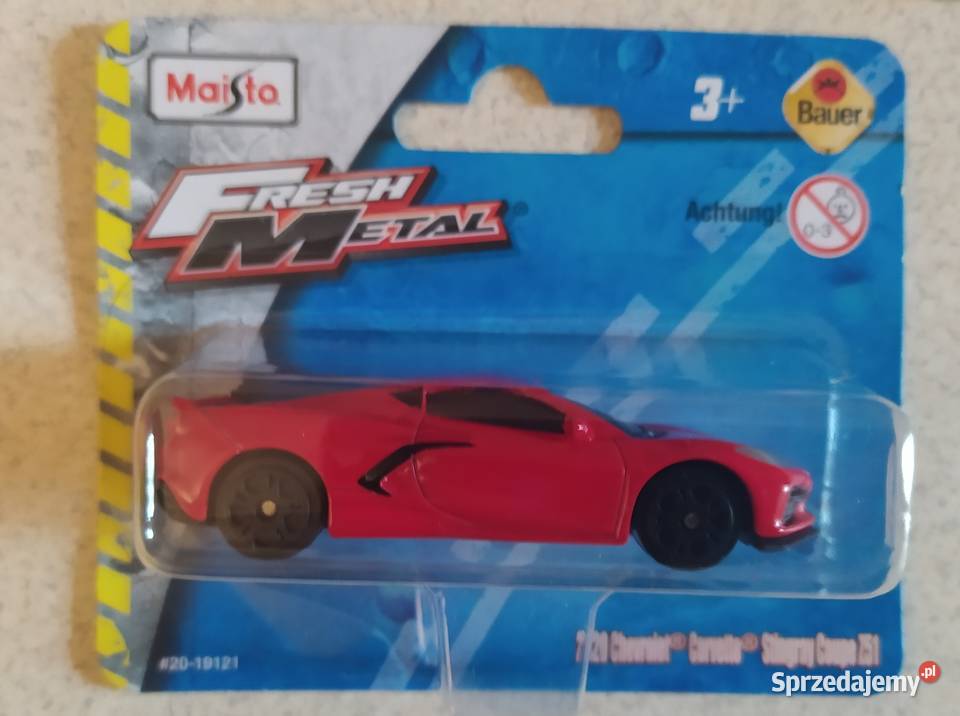 Maisto
3+
Bauer
FRESH
METAL
Achtung!
0-3
#20-19121
2020 Chevrolet® Corvette® Stingray Coupe Z51
Sprzedajemy.pl